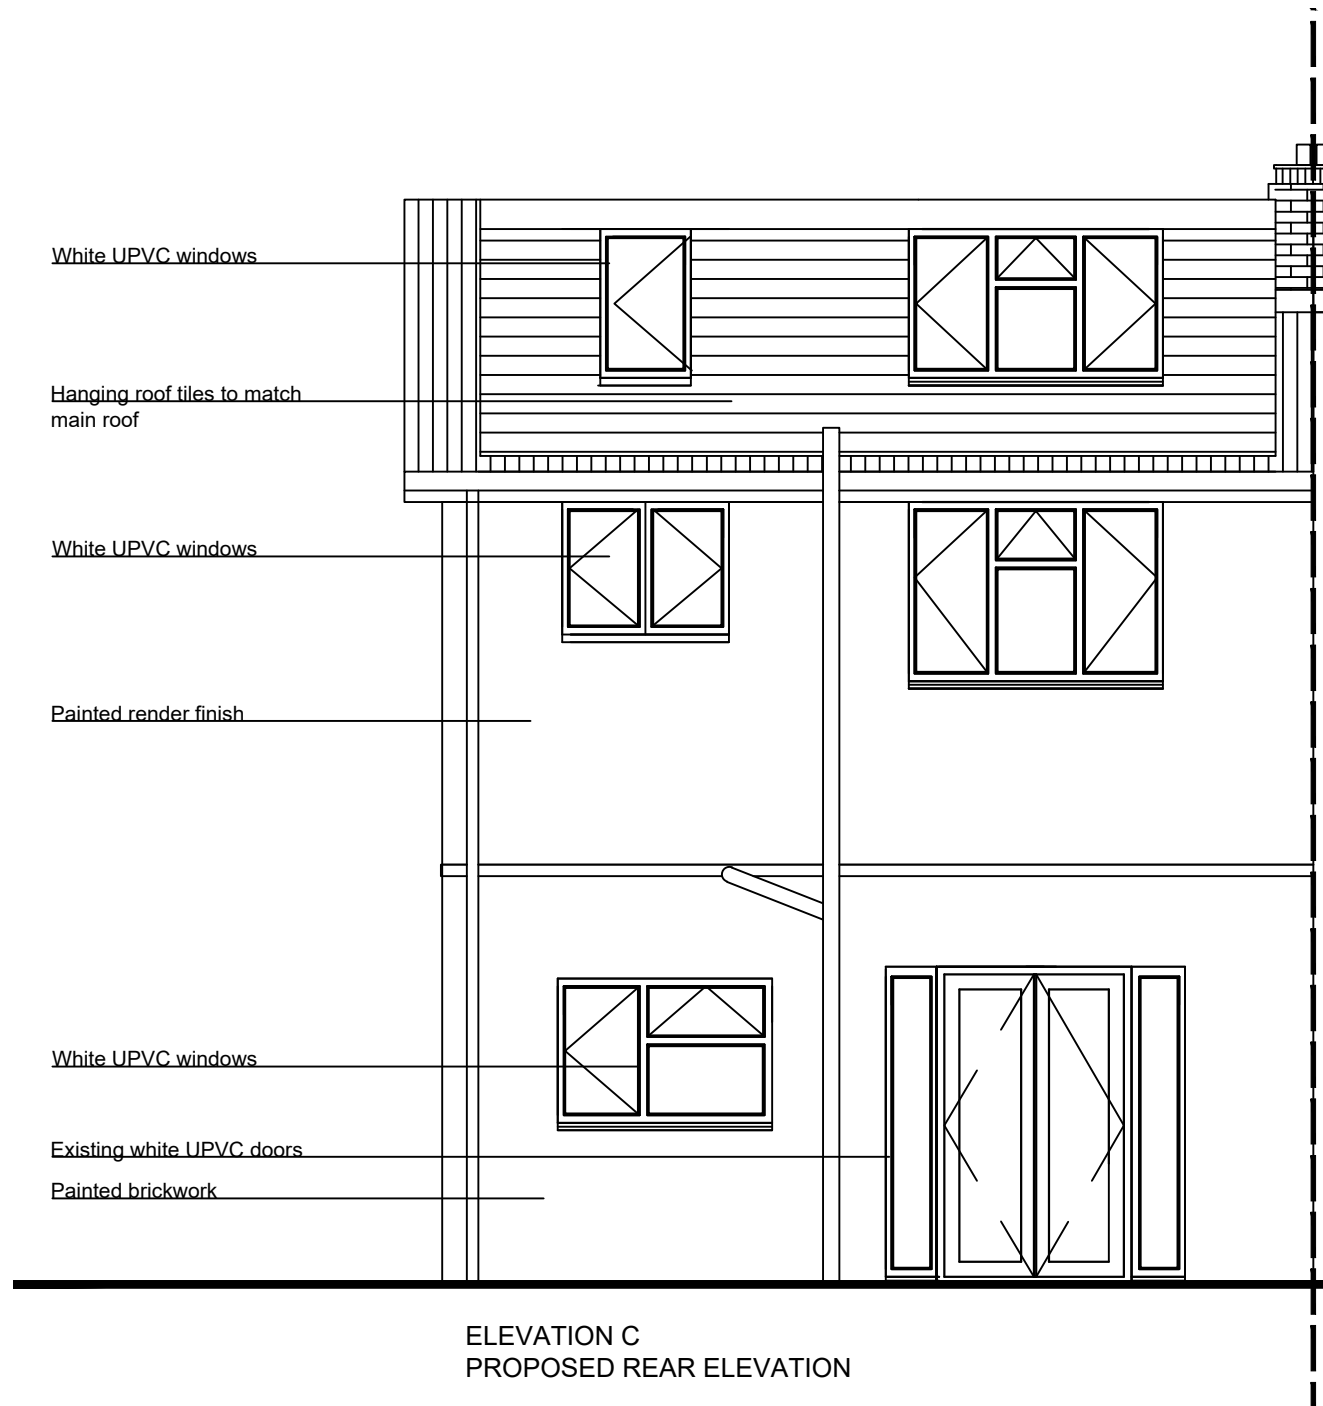 White UPVC windows
Hanging roof tiles to match
main roof
White UPVC windows
Painted render finish
White UPVC windows
Existing white UPVC doors
Painted brickwork
ELEVATION C
PROPOSED REAR ELEVATION